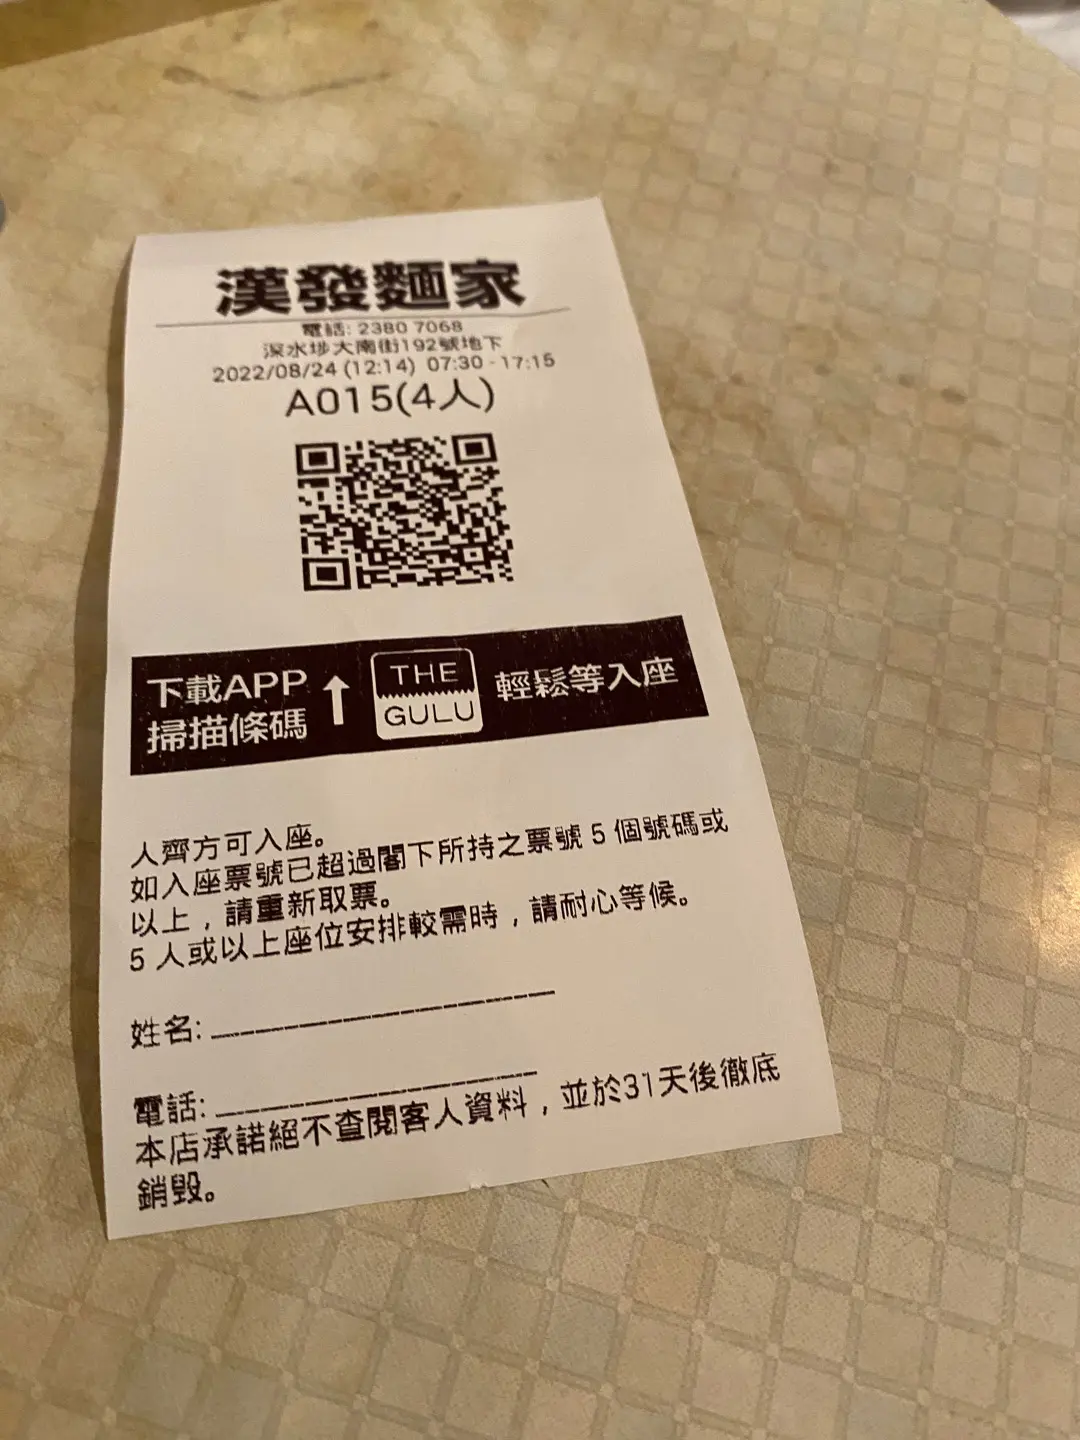 漢發麵家
電話: 2380 7068
深水埗大南街192號地下
2022/08/24 (12:14) 07:30 - 17:15
A015(4人)
下載APP
掃描條碼
THE
GULU
輕鬆等入座
人齊方可入座。
如入座票號已超過閣下所持之票號 5 個號碼或
以上，請重新取票。
5 人或以上座位安排較需時，請耐心等候。
姓名: ________________
電話: ________________
本店承諾絕不查閱客人資料，並於31天後徹底
銷毀。